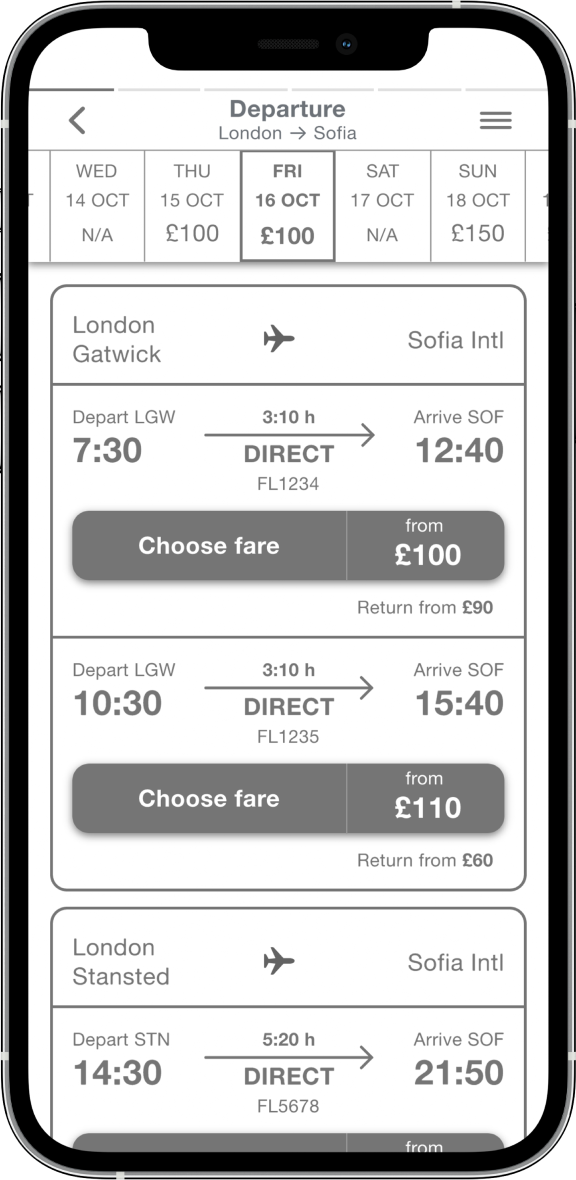 Departure
London → Sofia
WED
14 OCT
N/A
THU
15 OCT
£100
FRI
16 OCT
£100
SAT
17 OCT
N/A
SUN
18 OCT
£150
London
Gatwick
Sofia Intl
Depart LGW
7:30
3:10 h
DIRECT
FL1234
Arrive SOF
12:40
Choose fare
from
£100
Return from £90
Depart LGW
10:30
3:10 h
DIRECT
FL1235
Arrive SOF
15:40
Choose fare
from
£110
Return from £60
London
Stansted
Sofia Intl
Depart STN
14:30
5:20 h
DIRECT
FL5678
Arrive SOF
21:50
from